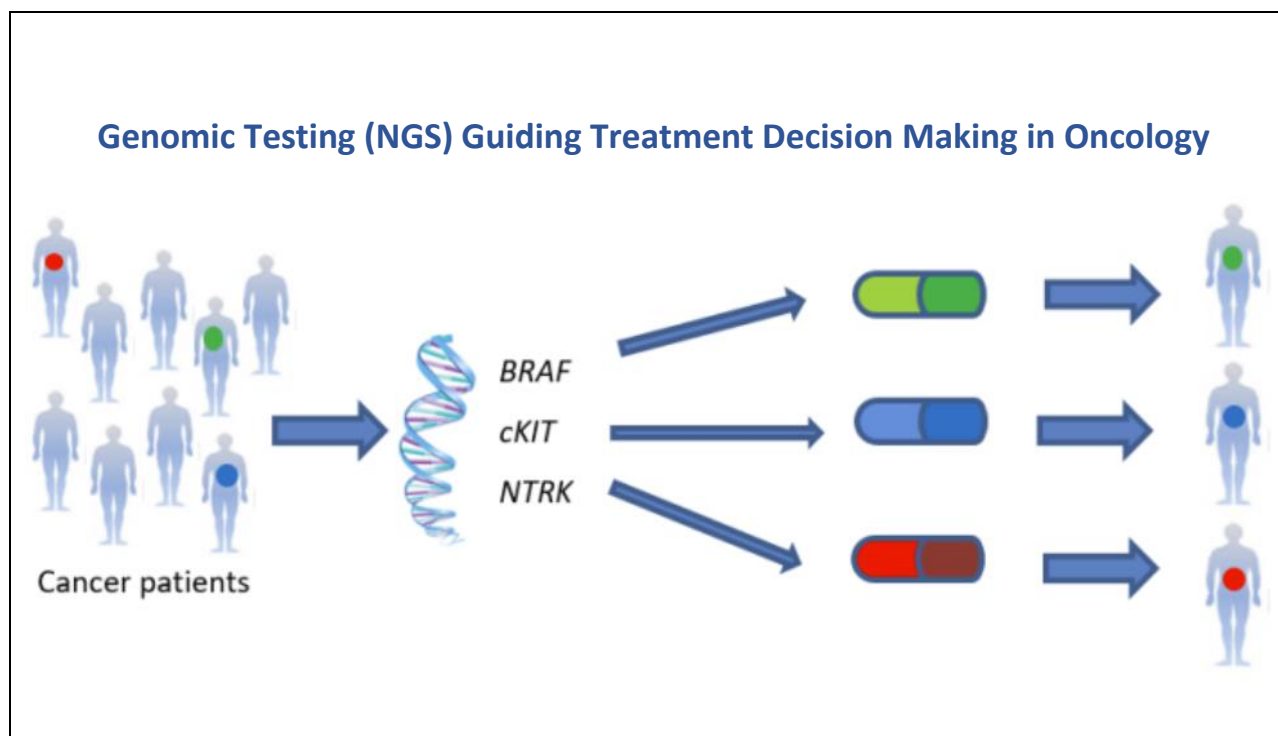 Genomic Testing (NGS) Guiding Treatment Decision Making in Oncology
BRAF
cKIT
NTRK
Cancer patients